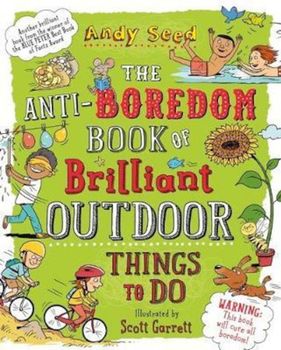 Another brilliant
book from the winner of
the BLUE PETER Best Book
of Facts Award
Andy Seed
THE
ANTI-BOREDOM
BOOK OF
Brilliant
OUTDOOR
THINGS TO DO
Illustrated by
Scott Garrett
WARNING:
This book
will cure all
boredom!